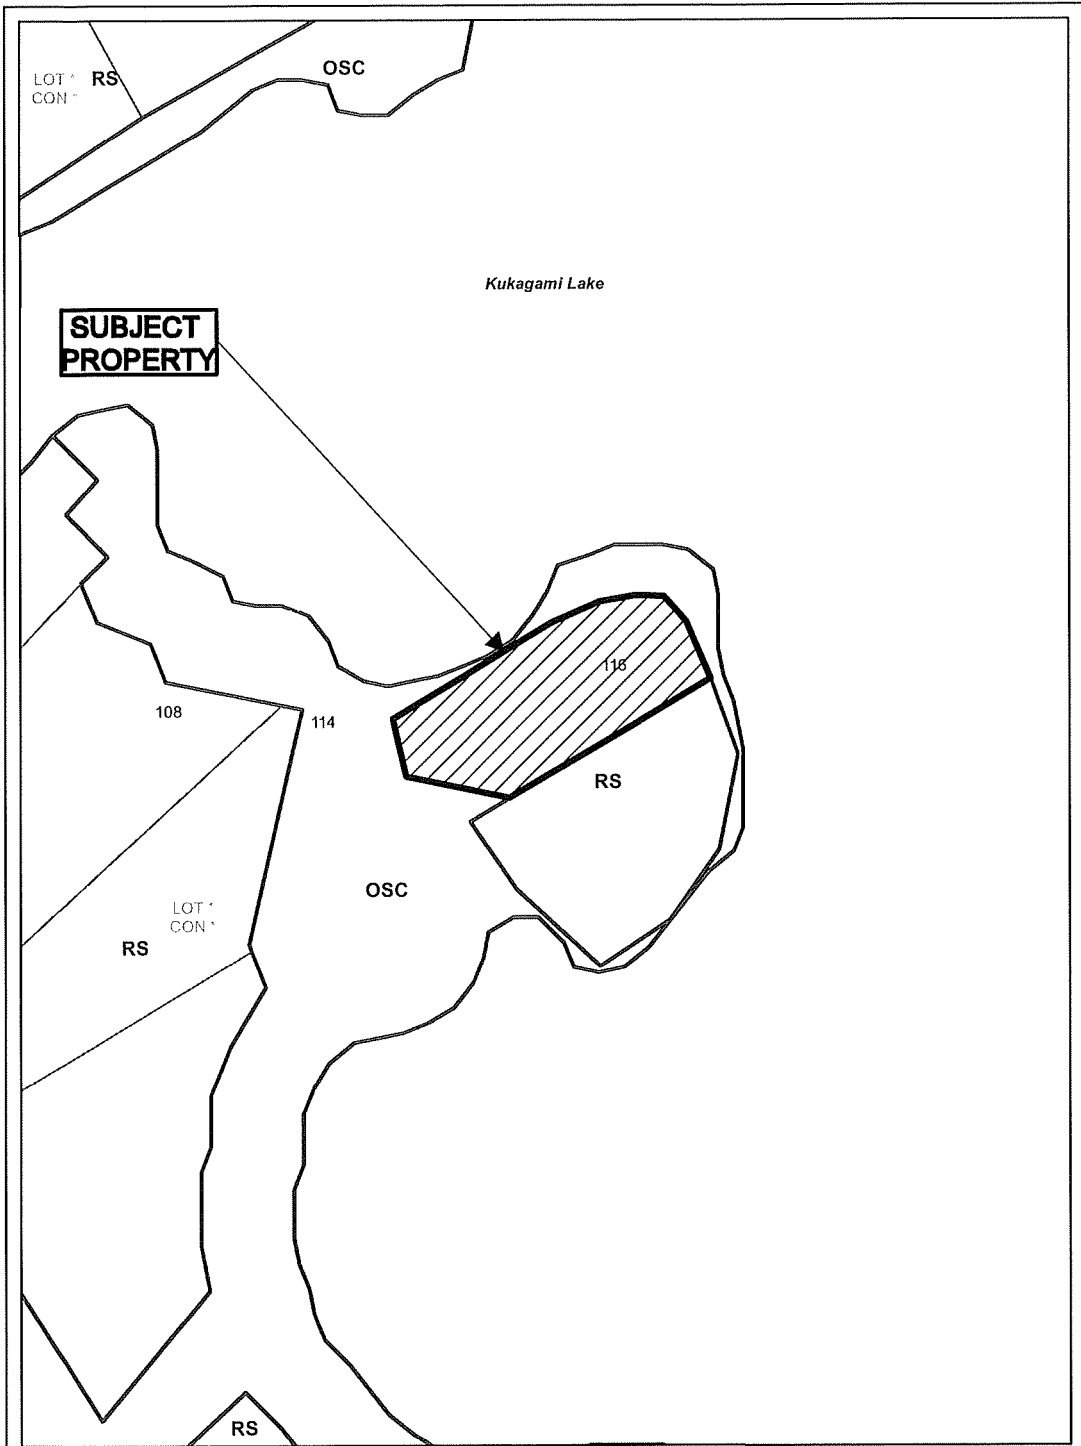 OSC
LOT * RS
CON *
Kukagami Lake
SUBJECT
PROPERTY
116
108
114
RS
OSC
LOT *
CON *
RS
RS